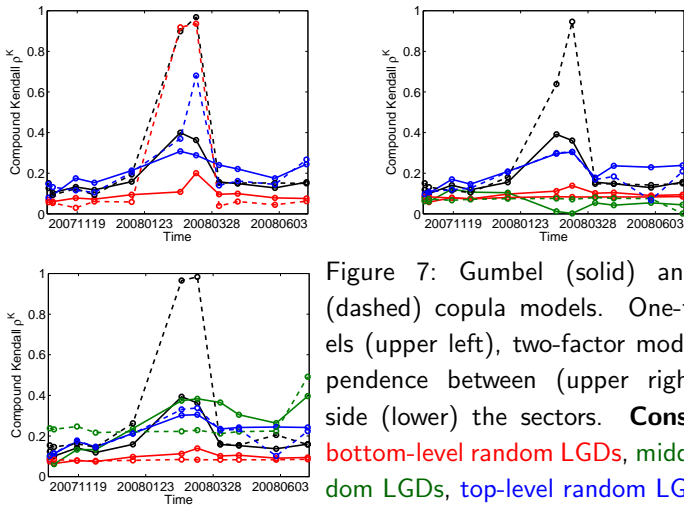 1
0.8
0.6
0.4
0.2
0
Compound Kendall ρ^K
20071119 20080123 20080328 20080603
Time
1
0.8
0.6
0.4
0.2
0
Compound Kendall ρ^K
20071119 20080123 20080328 20080603
Time
1
0.8
0.6
0.4
0.2
0
Compound Kendall ρ^K
20071119 20080123 20080328 20080603
Time
Figure 7: Gumbel (solid) an
(dashed) copula models. One-
els (upper left), two-factor mod
pendence between (upper righ
side (lower) the sectors. Cons
bottom-level random LGDs, midd
dom LGDs, top-level random LG